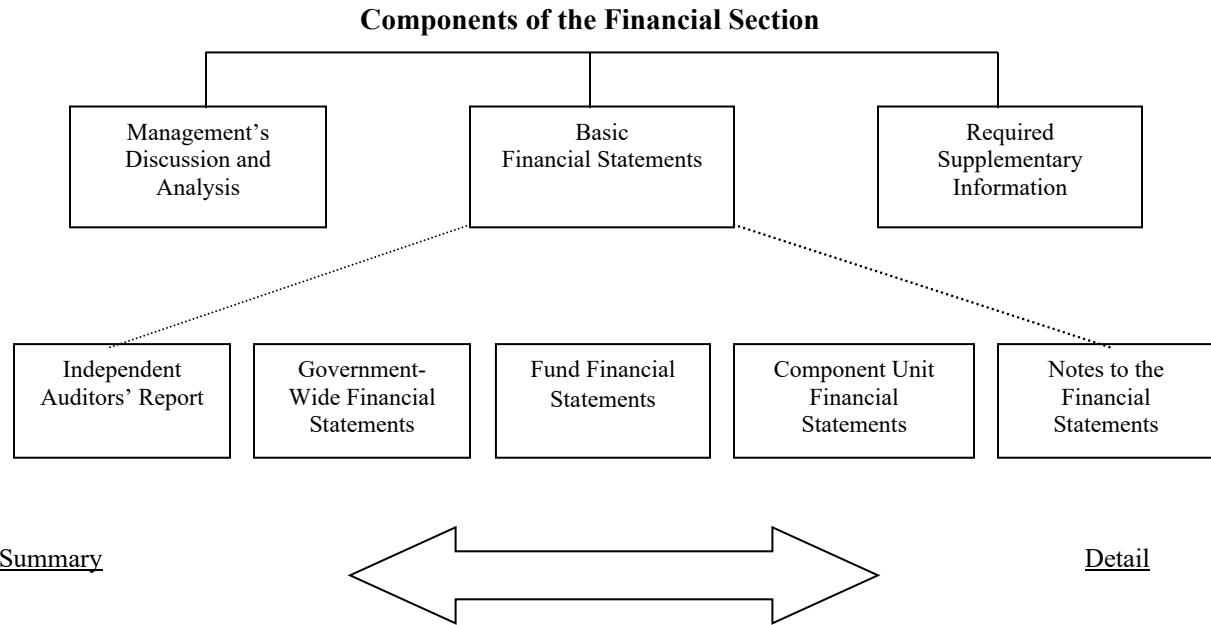 Components of the Financial Section
Management’s
Discussion and
Analysis
Basic
Financial Statements
Required
Supplementary
Information
Independent
Auditors’ Report
Government-
Wide Financial
Statements
Fund Financial
Statements
Component Unit
Financial
Statements
Notes to the
Financial
Statements
Summary
Detail